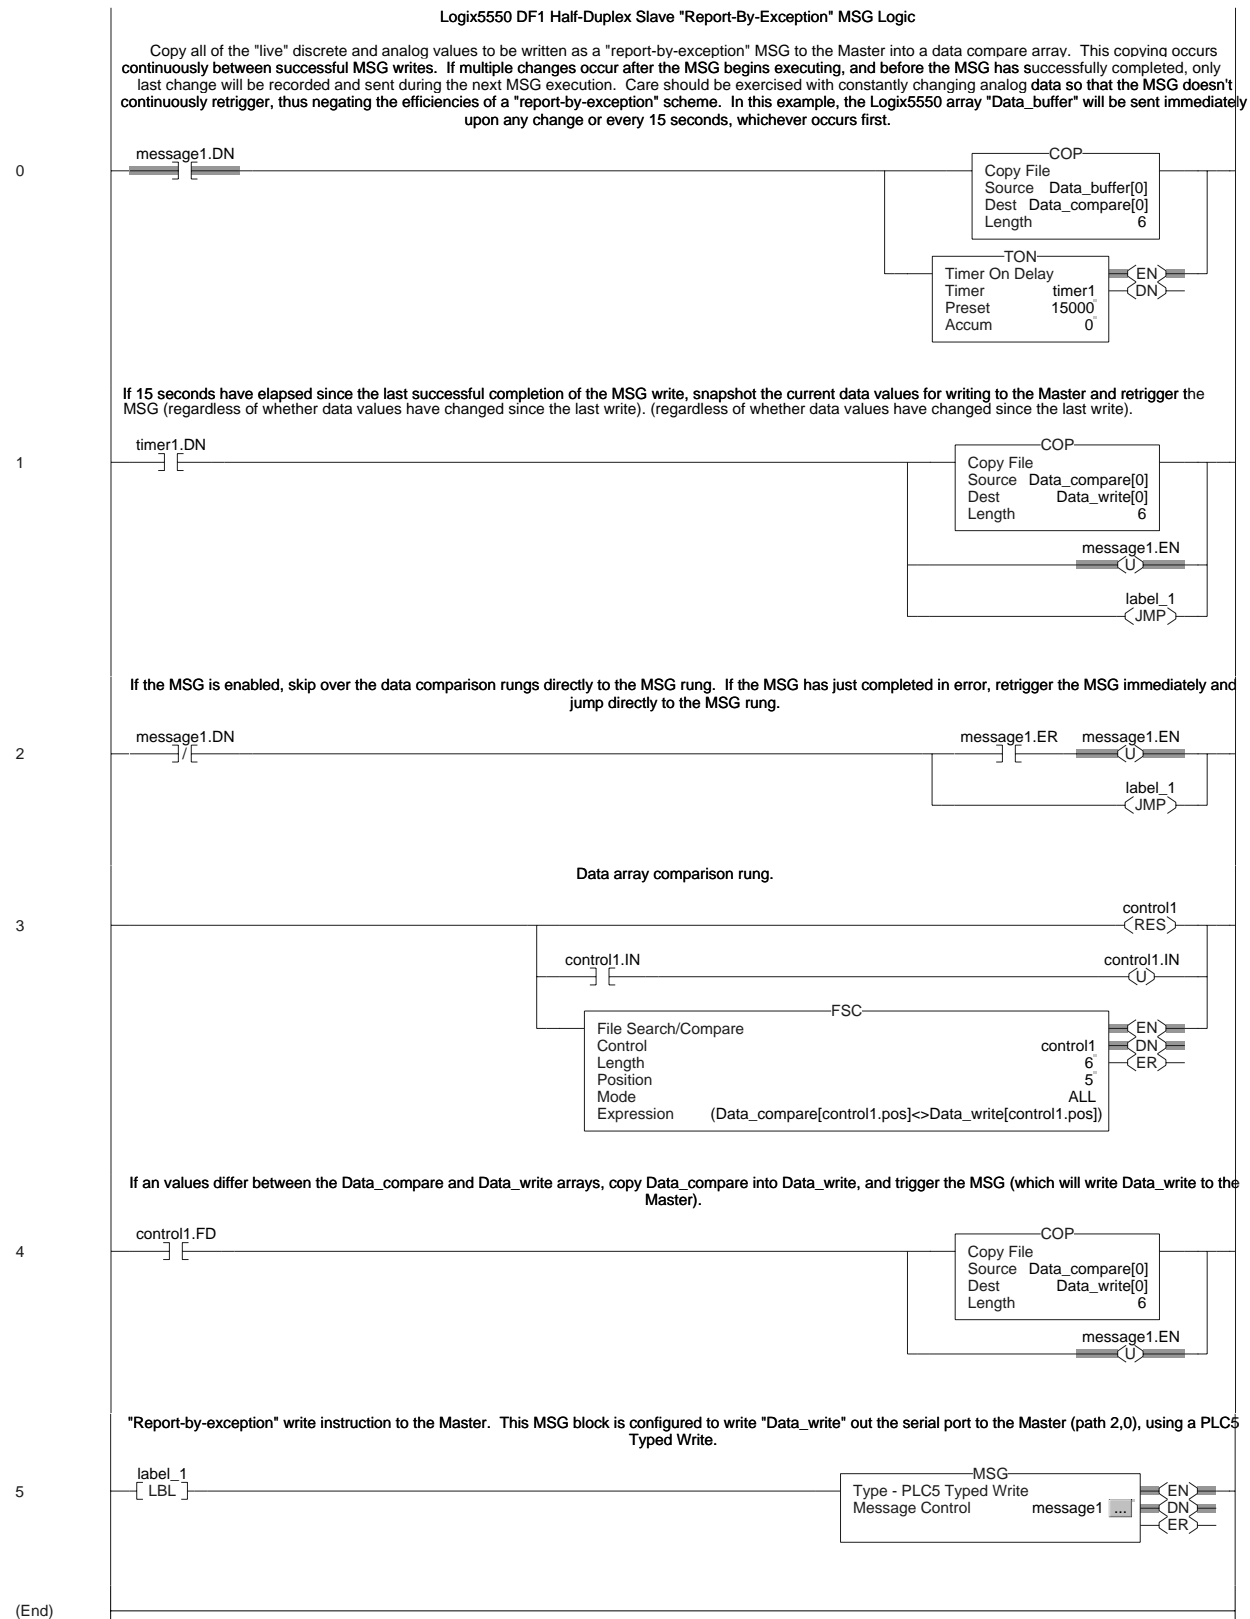 Logix5550 DF1 Half-Duplex Slave "Report-By-Exception" MSG Logic
Copy all of the "live" discrete and analog values to be written as a "report-by-exception" MSG to the Master into a data compare array. This copying occurs
continuously between successful MSG writes. If multiple changes occur after the MSG begins executing, and before the MSG has successfully completed, only
last change will be recorded and sent during the next MSG execution. Care should be exercised with constantly changing analog data so that the MSG doesn't
continuously retrigger, thus negating the efficiencies of a "report-by-exception" scheme. In this example, the Logix5550 array "Data_buffer" will be sent immediately
upon any change or every 15 seconds, whichever occurs first.
0
message1.DN
COP
Copy File
Source Data_buffer[0]
Dest Data_compare[0]
Length 6
TON
Timer On Delay
Timer timer1
Preset 15000
Accum 0
EN
DN
If 15 seconds have elapsed since the last successful completion of the MSG write, snapshot the current data values for writing to the Master and retrigger the
MSG (regardless of whether data values have changed since the last write). (regardless of whether data values have changed since the last write).
1
timer1.DN
COP
Copy File
Source Data_compare[0]
Dest Data_write[0]
Length 6
message1.EN
U
label_1
JMP
If the MSG is enabled, skip over the data comparison rungs directly to the MSG rung. If the MSG has just completed in error, retrigger the MSG immediately and
jump directly to the MSG rung.
2
message1.DN
/
message1.ER message1.EN
U
label_1
JMP
Data array comparison rung.
3
control1
RES
control1.IN control1.IN
U
FSC
File Search/Compare
Control control1
Length 6
Position 5
Mode ALL
Expression (Data_compare[control1.pos]<>Data_write[control1.pos])
EN
DN
ER
If an values differ between the Data_compare and Data_write arrays, copy Data_compare into Data_write, and trigger the MSG (which will write Data_write to the
Master).
4
control1.FD
COP
Copy File
Source Data_compare[0]
Dest Data_write[0]
Length 6
message1.EN
U
"Report-by-exception" write instruction to the Master. This MSG block is configured to write "Data_write" out the serial port to the Master (path 2,0), using a PLC5
Typed Write.
5
label_1
LBL
MSG
Type - PLC5 Typed Write
Message Control message1 ...
EN
DN
ER
(End)